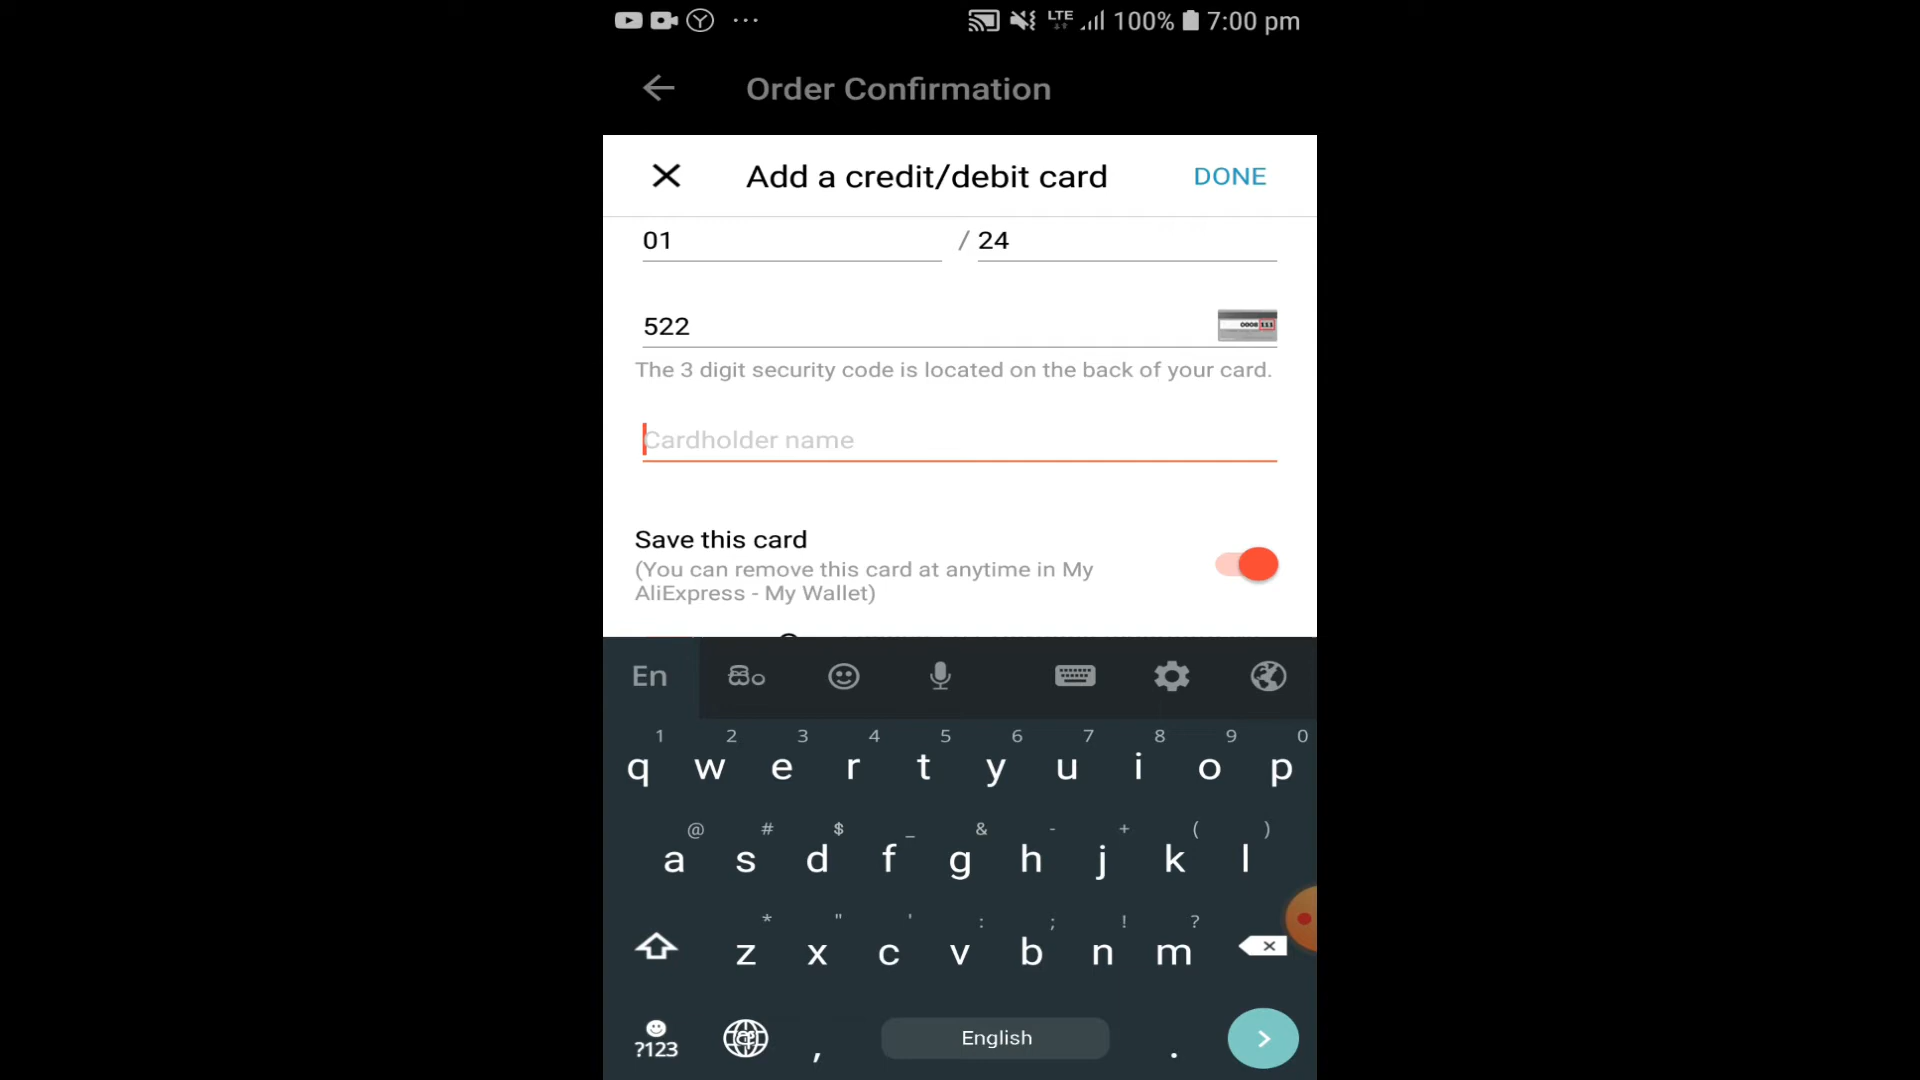 LTE 100% 7:00 pm
Order Confirmation
Add a credit/debit card DONE
01 / 24
522
0008 111
The 3 digit security code is located on the back of your card.
Cardholder name
Save this card
(You can remove this card at anytime in My
AliExpress - My Wallet)
En සිං
1 2 3 4 5 6 7 8 9 0
q w e r t y u i o p
@ # $ _ & - + ( )
a s d f g h j k l
* " ' : ; ! ?
z x c v b n m
?123 , English .